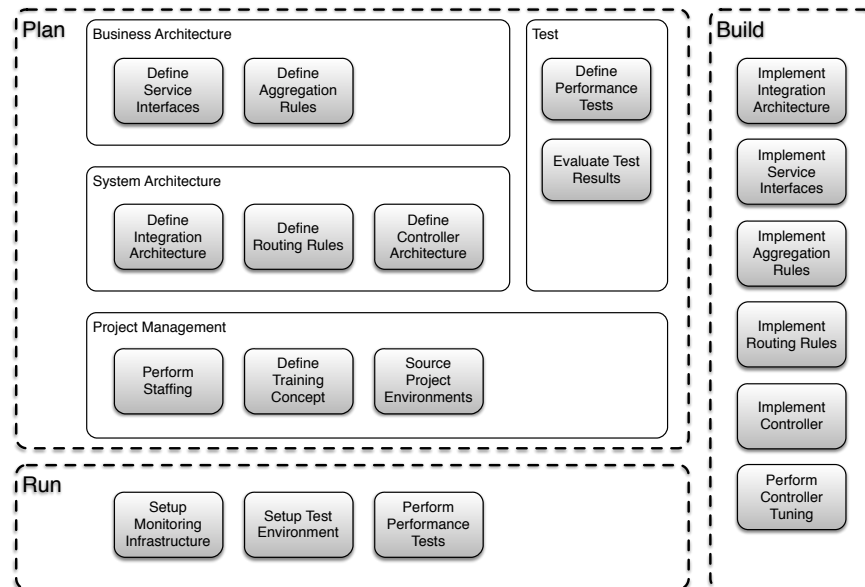 Plan
Business Architecture
Define
Service
Interfaces
Define
Aggregation
Rules
Test
Define
Performance
Tests
Evaluate Test
Results
System Architecture
Define
Integration
Architecture
Define
Routing Rules
Define
Controller
Architecture
Project Management
Perform
Staffing
Define
Training
Concept
Source
Project
Environments
Run
Setup
Monitoring
Infrastructure
Setup Test
Environment
Perform
Performance
Tests
Build
Implement
Integration
Architecture
Implement
Service
Interfaces
Implement
Aggregation
Rules
Implement
Routing Rules
Implement
Controller
Perform
Controller
Tuning